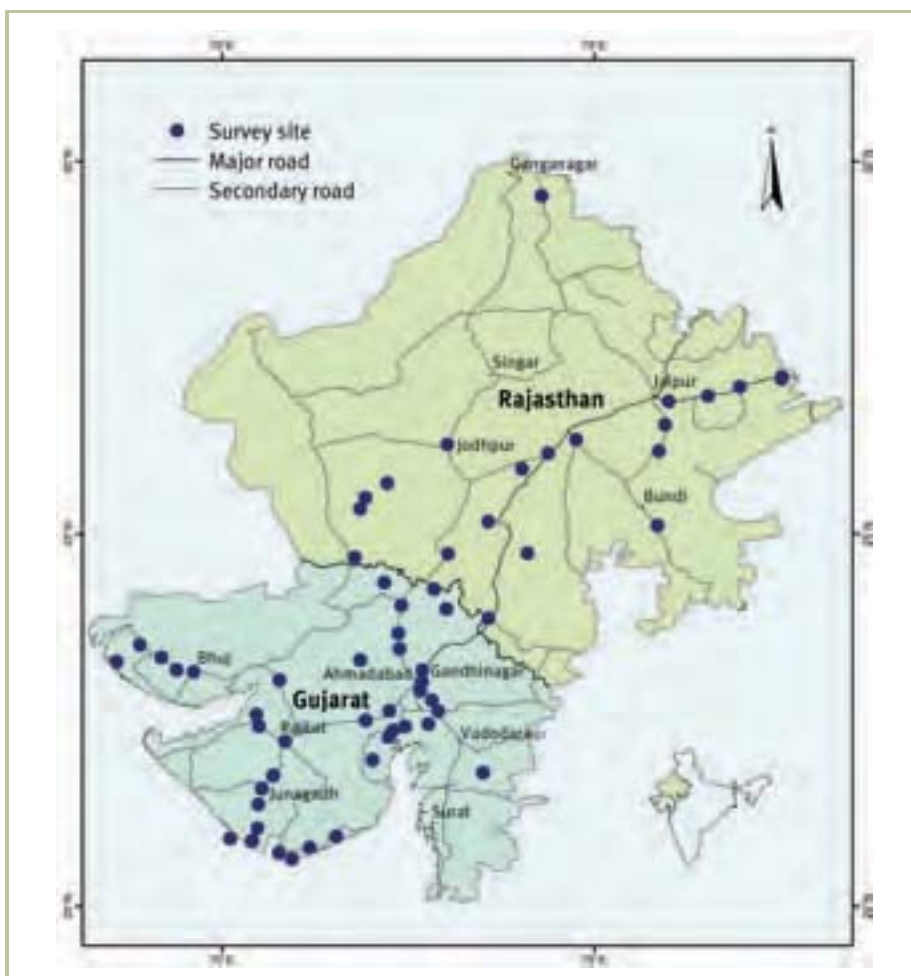 Survey site
Major road
Secondary road
Ganganagar
Singar
Jaipur
Rajasthan
Jodhpur
Bundi
Bhuj
Ahmadabad
Gandhinagar
Gujarat
Rajkot
Junagadh
Surat